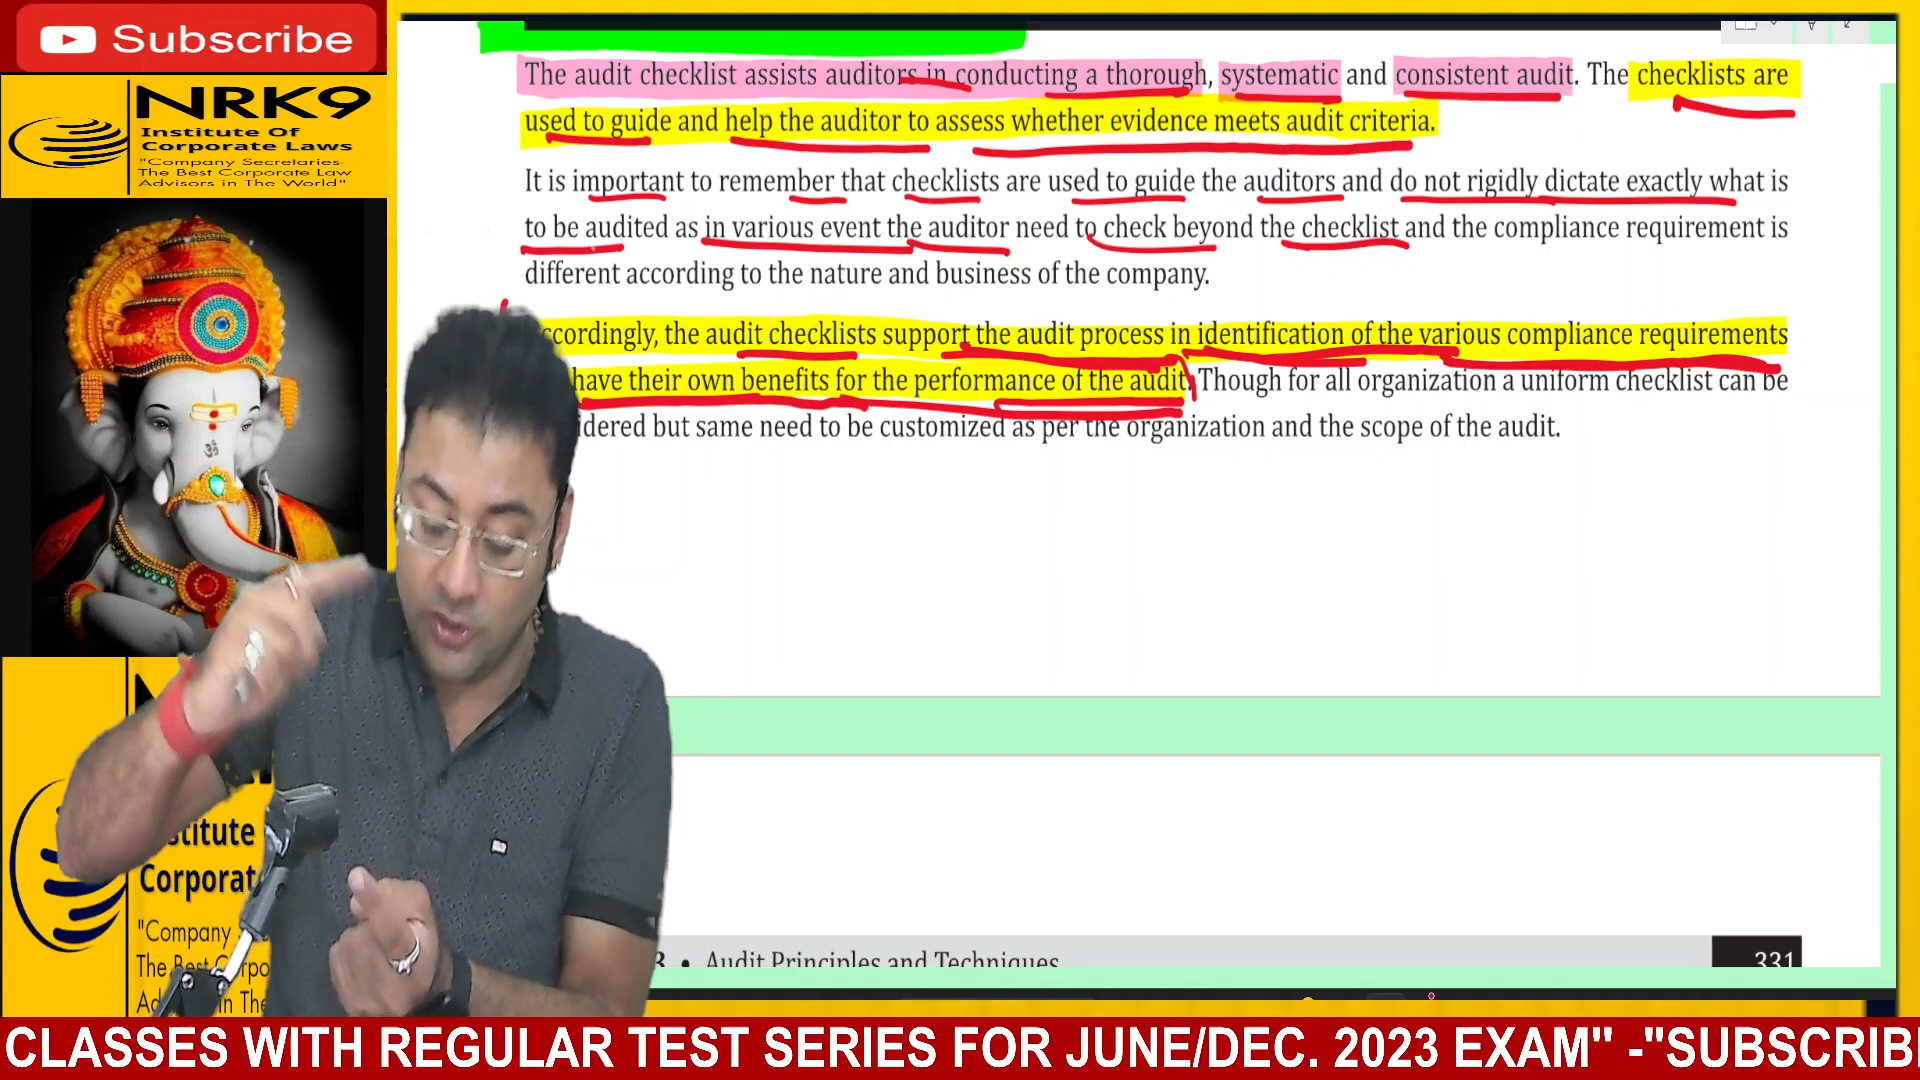 Subscribe
NRK9
Institute Of
Corporate Laws
"Company Secretaries-
The Best Corporate Law
Advisors in The World"
The audit checklist assists auditors in conducting a thorough, systematic and consistent audit. The checklists are
used to guide and help the auditor to assess whether evidence meets audit criteria.
It is important to remember that checklists are used to guide the auditors and do not rigidly dictate exactly what is
to be audited as in various event the auditor need to check beyond the checklist and the compliance requirement is
different according to the nature and business of the company.
ccordingly, the audit checklists support the audit process in identification of the various compliance requirements
have their own benefits for the performance of the audit. Though for all organization a uniform checklist can be
idered but same need to be customized as per the organization and the scope of the audit.
ॐ
stitute
Corporat
"Company
The Best Corpo
In The
• Audit Principles and Techniques
331
CLASSES WITH REGULAR TEST SERIES FOR JUNE/DEC. 2023 EXAM" -"SUBSCRIB